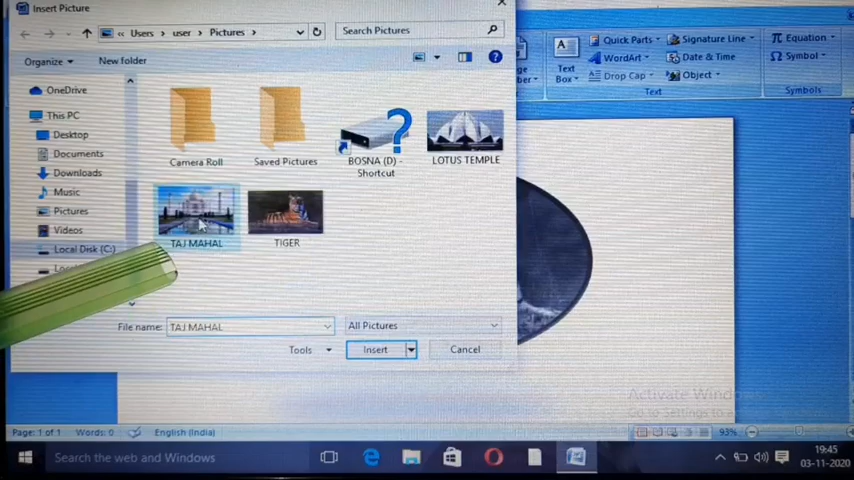 Insert Picture
« Users > user > Pictures >
Search Pictures
Organize
New folder
OneDrive
This PC
Desktop
Documents
Downloads
Music
Pictures
Videos
Local Disk (C:)
Camera Roll
Saved Pictures
BOSNA (D) - Shortcut
LOTUS TEMPLE
TAJ MAHAL
TIGER
File name: TAJ MAHAL
All Pictures
Tools
Insert
Cancel
Text Box
Quick Parts
WordArt
Drop Cap
Signature Line
Date & Time
Object
Text
Equation
Symbol
Symbols
Activate Windows
Go to Settings to
Page: 1 of 1
Words: 0
English (India)
93%
Search the web and Windows
19:45
03-11-2020